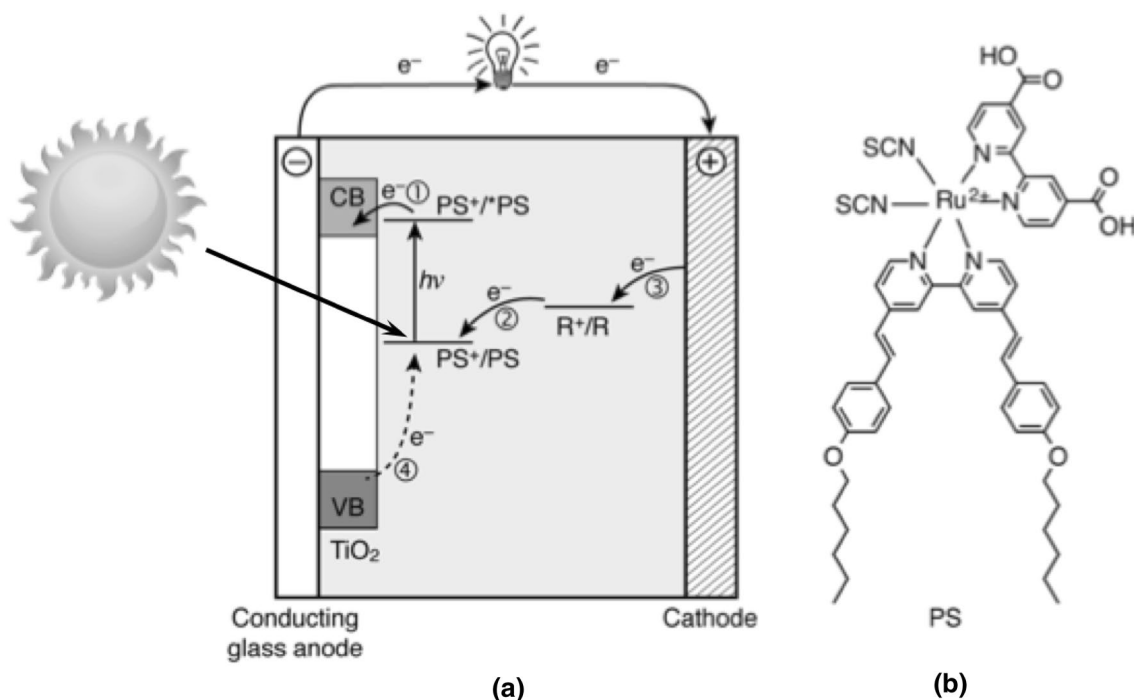 e⁻ e⁻
⊖ ⊕
CB e⁻ ① PS⁺/*PS
hν
e⁻ ②
e⁻ ③
R⁺/R
PS⁺/PS
e⁻ ④
VB
TiO₂
Conducting
glass anode
Cathode
(a)
HO O
SCN N
SCN Ru²⁺ N O
OH
N N
O O
PS
(b)